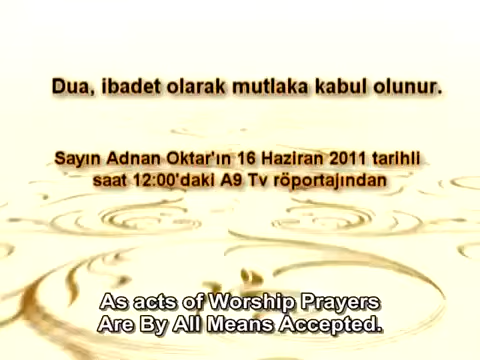 Dua, ibadet olarak mutlaka kabul olunur.
Sayın Adnan Oktar'ın 16 Haziran 2011 tarihli
saat 12:00'daki A9 Tv röportajından
As acts of Worship Prayers
Are By All Means Accepted.